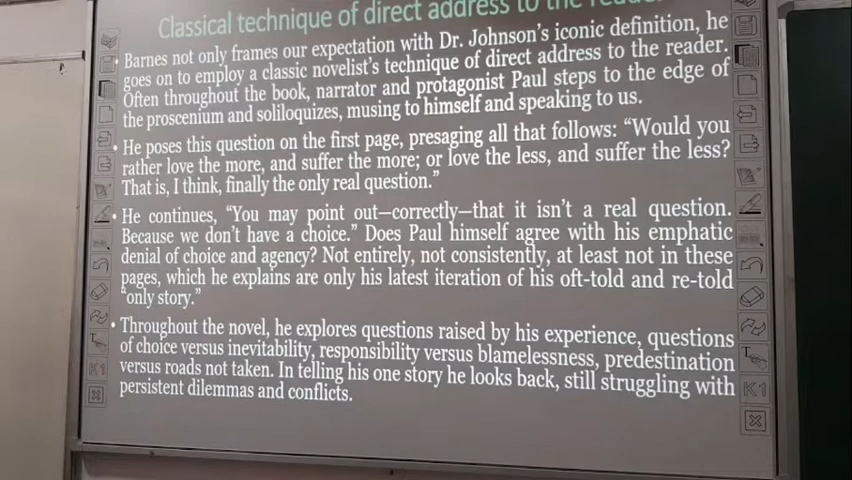 Classical technique of direct address to the reader
• Barnes not only frames our expectation with Dr. Johnson's iconic definition, he
goes on to employ a classic novelist's technique of direct address to the reader.
Often throughout the book, narrator and protagonist Paul steps to the edge of
the proscenium and soliloquizes, musing to himself and speaking to us.
• He poses this question on the first page, presaging all that follows: “Would you
rather love the more, and suffer the more; or love the less, and suffer the less?
That is, I think, finally the only real question.”
• He continues, “You may point out—correctly—that it isn't a real question.
Because we don't have a choice.” Does Paul himself agree with his emphatic
denial of choice and agency? Not entirely, not consistently, at least not in these
pages, which he explains are only his latest iteration of his oft-told and re-told
“only story.”
• Throughout the novel, he explores questions raised by his experience, questions
of choice versus inevitability, responsibility versus blamelessness, predestination
versus roads not taken. In telling his one story he looks back, still struggling with
persistent dilemmas and conflicts.
K1
K1